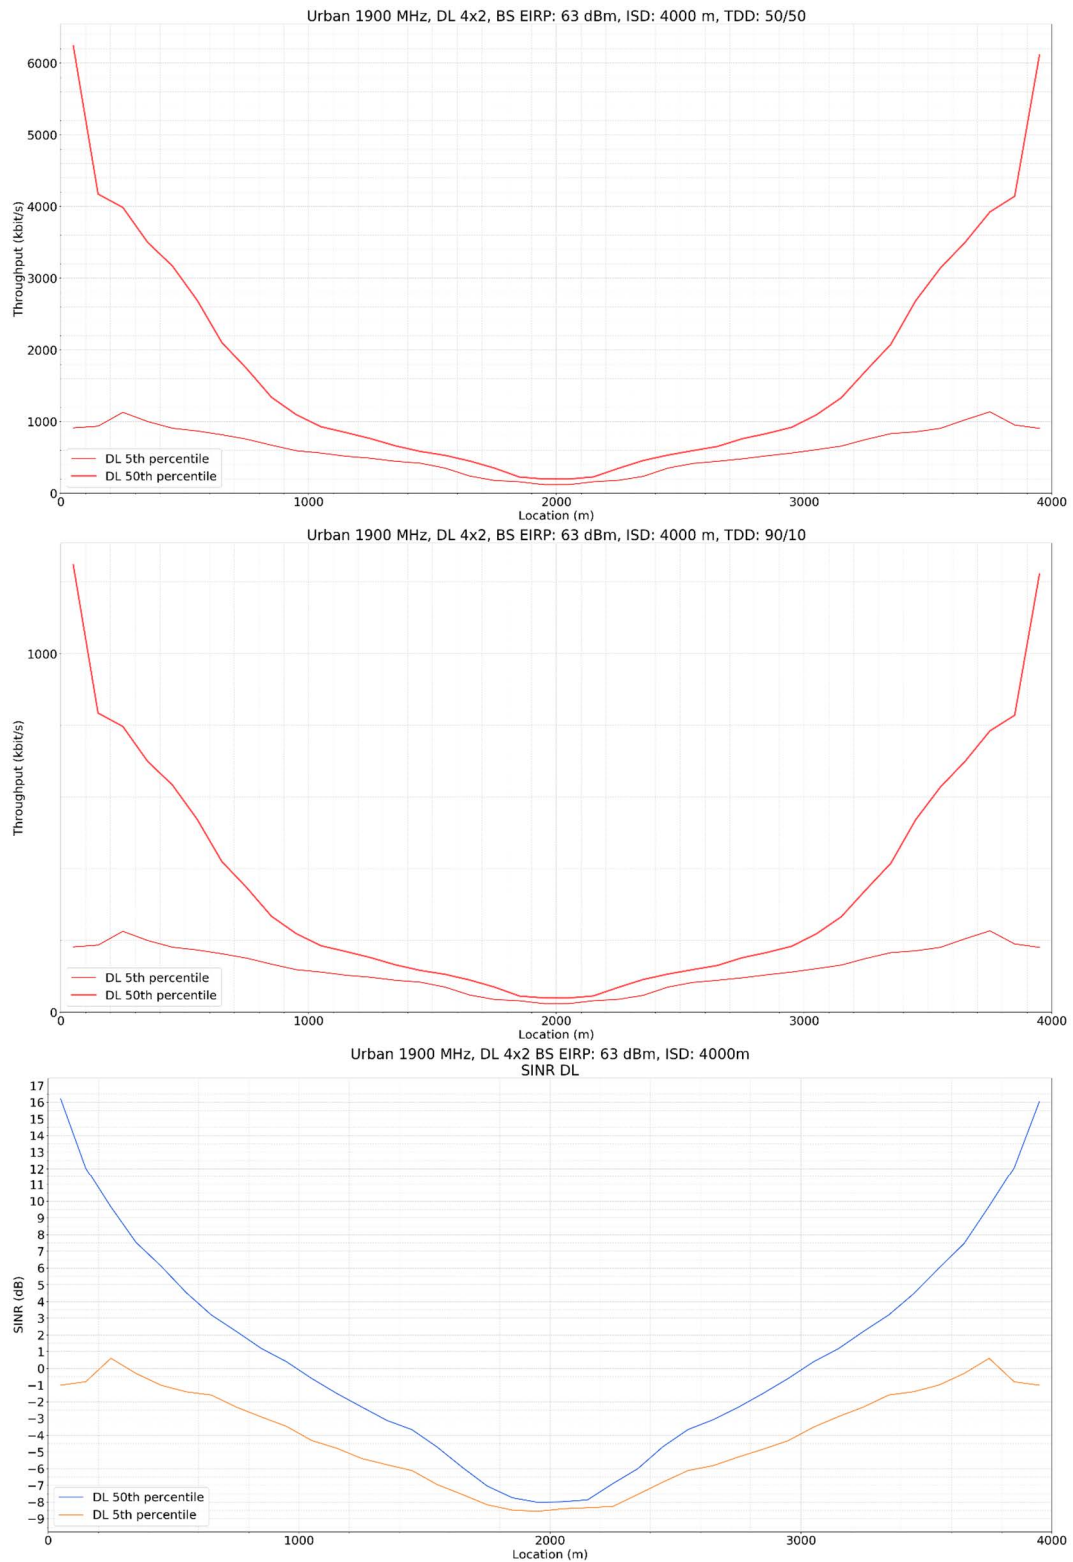 Urban 1900 MHz, DL 4x2, BS EIRP: 63 dBm, ISD: 4000 m, TDD: 50/50
6000
5000
4000
3000
2000
1000
0
Throughput (kbit/s)
DL 5th percentile
DL 50th percentile
0 1000 2000 3000 4000
Location (m)
Urban 1900 MHz, DL 4x2, BS EIRP: 63 dBm, ISD: 4000 m, TDD: 90/10
1000
0
Throughput (kbit/s)
DL 5th percentile
DL 50th percentile
0 1000 2000 3000 4000
Location (m)
Urban 1900 MHz, DL 4x2 BS EIRP: 63 dBm, ISD: 4000m
SINR DL
17
16
15
14
13
12
11
10
9
8
7
6
5
4
3
2
1
0
−1
−2
−3
−4
−5
−6
−7
−8
−9
SINR (dB)
DL 50th percentile
DL 5th percentile
0 1000 2000 3000 4000
Location (m)